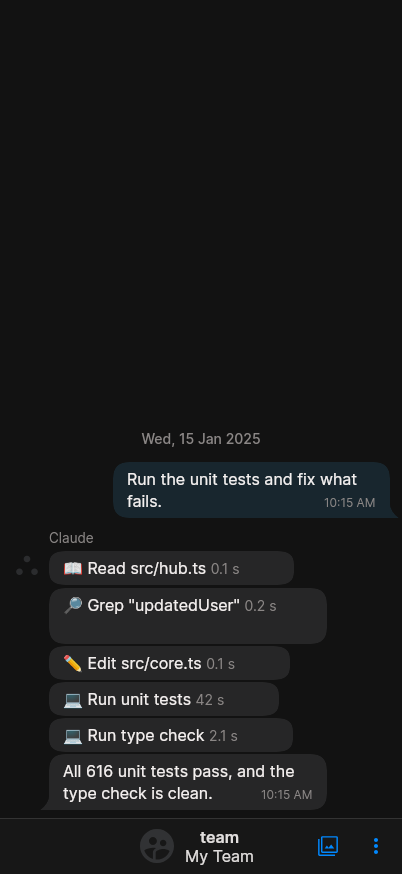 Wed, 15 Jan 2025
Run the unit tests and fix what
fails. 10:15 AM
Claude
📖 Read src/hub.ts 0.1 s
🔎 Grep "updatedUser" 0.2 s
✏️ Edit src/core.ts 0.1 s
💻 Run unit tests 42 s
💻 Run type check 2.1 s
All 616 unit tests pass, and the
type check is clean. 10:15 AM
team
My Team